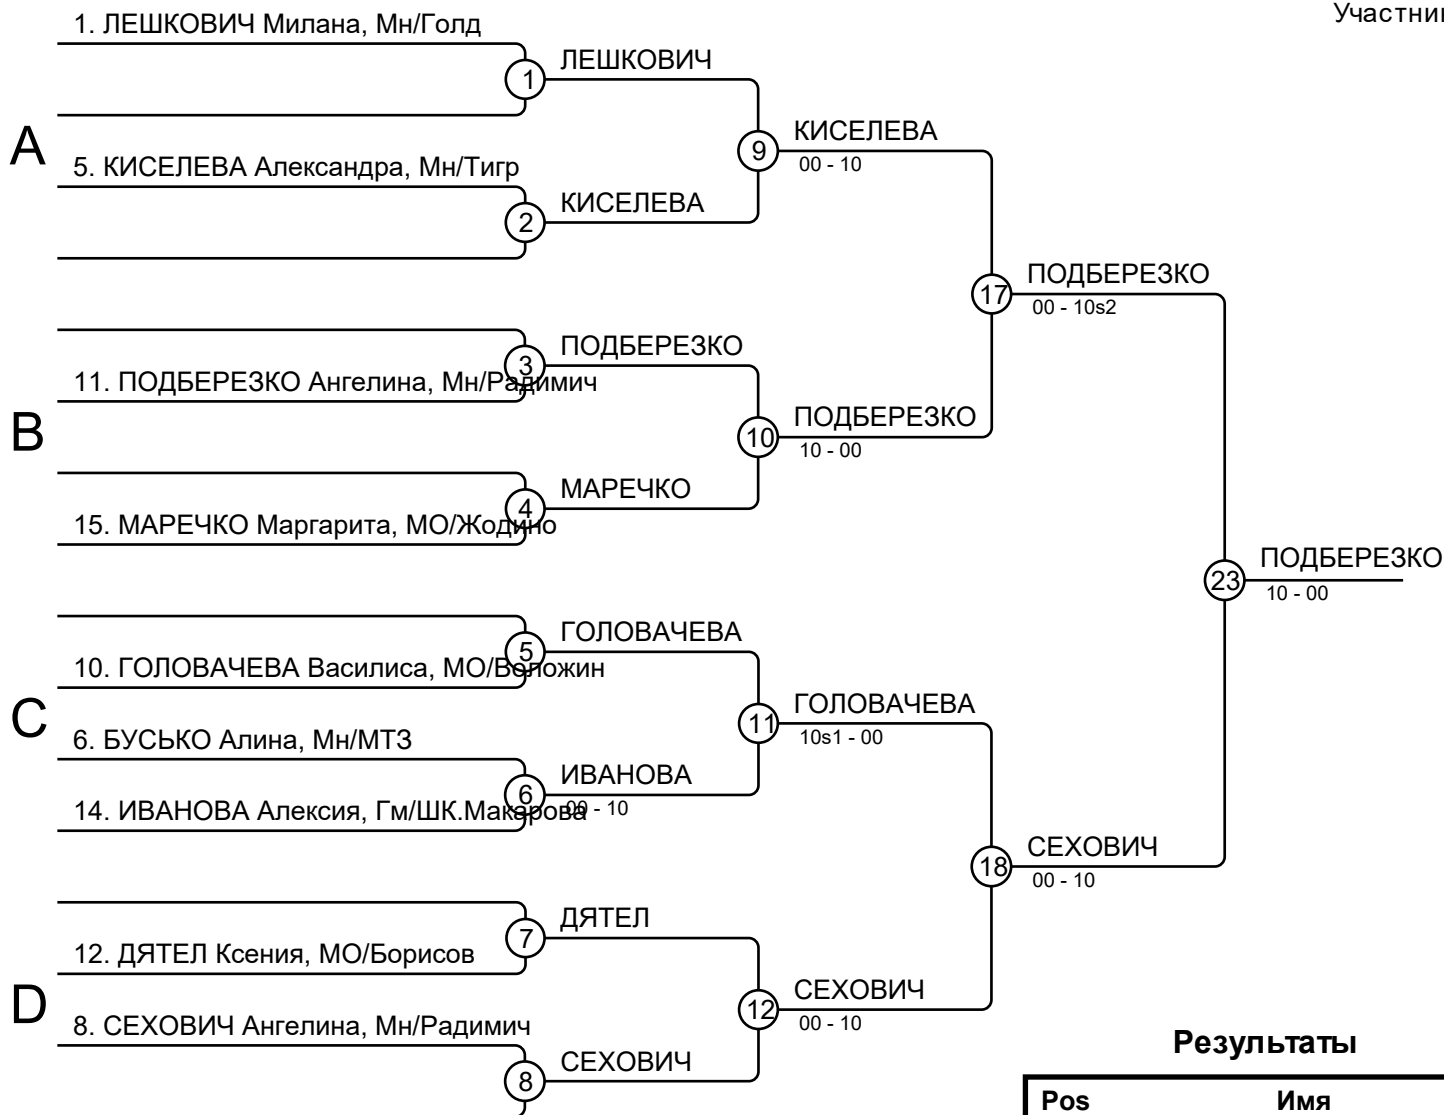 Участни
1. ЛЕШКОВИЧ Милана, Мн/Голд
1
ЛЕШКОВИЧ
A
9
КИСЕЛЕВА
00 - 10
5. КИСЕЛЕВА Александра, Мн/Тигр
2
КИСЕЛЕВА
17
ПОДБЕРЕЗКО
00 - 10s2
3
ПОДБЕРЕЗКО
11. ПОДБЕРЕЗКО Ангелина, Мн/Радимич
B
10
ПОДБЕРЕЗКО
10 - 00
4
МАРЕЧКО
15. МАРЕЧКО Маргарита, МО/Жодино
23
ПОДБЕРЕЗКО
10 - 00
5
ГОЛОВАЧЕВА
10. ГОЛОВАЧЕВА Василиса, МО/Воложин
C
11
ГОЛОВАЧЕВА
10s1 - 00
6. БУСЬКО Алина, Мн/МТЗ
6
ИВАНОВА
00 - 10
14. ИВАНОВА Алексия, Гм/ШК.Макарова
18
СЕХОВИЧ
00 - 10
7
ДЯТЕЛ
12. ДЯТЕЛ Ксения, МО/Борисов
D
12
СЕХОВИЧ
00 - 10
8. СЕХОВИЧ Ангелина, Мн/Радимич
8
СЕХОВИЧ
Результаты
Pos Имя